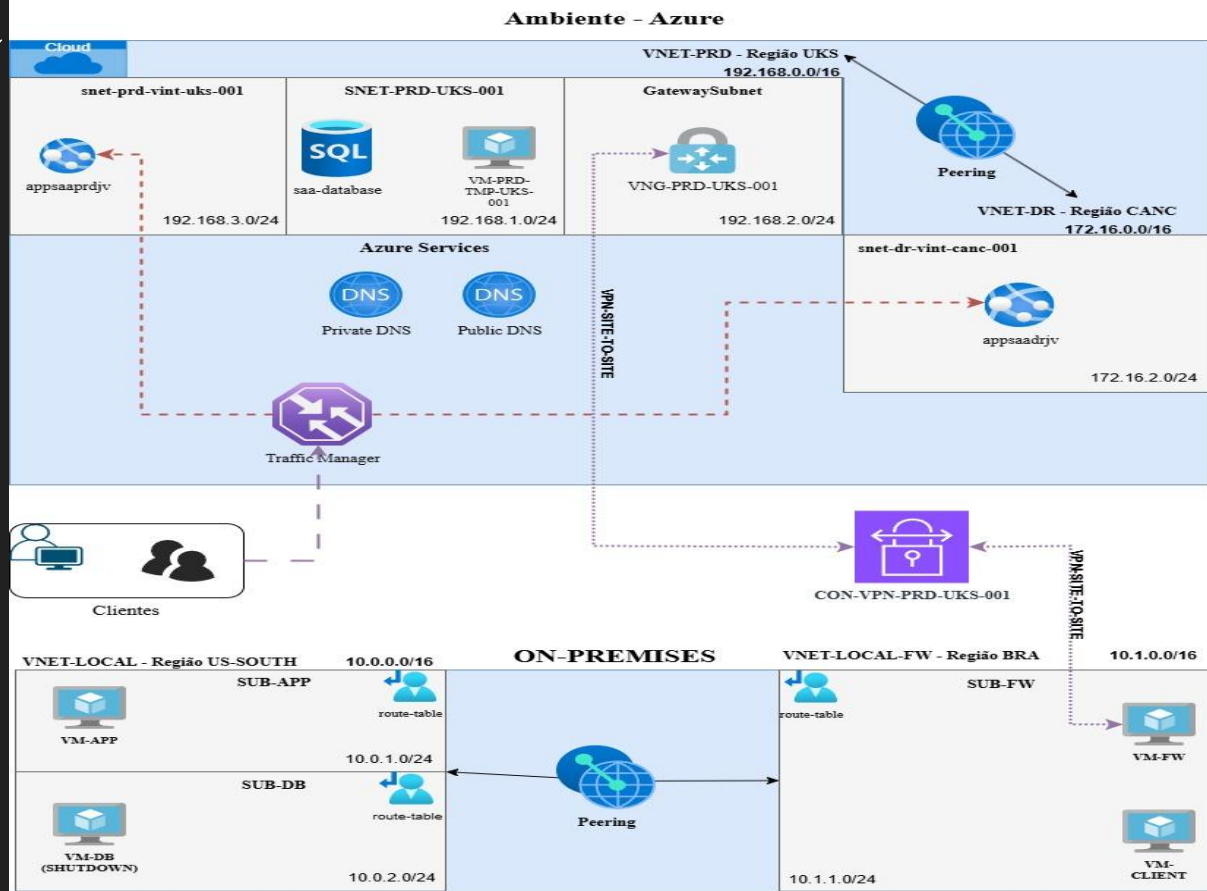 Ambiente - Azure
Cloud
VNET-PRD - Região UKS
192.168.0.0/16
snet-prd-vint-uks-001
SNET-PRD-UKS-001
GatewaySubnet
SQL
appsaaprdjv
saa-database
VM-PRD-
TMP-UKS-
001
VNG-PRD-UKS-001
Peering
192.168.3.0/24
192.168.1.0/24
192.168.2.0/24
VNET-DR - Região CANC
172.16.0.0/16
Azure Services
snet-dr-vint-canc-001
DNS
DNS
Private DNS
Public DNS
VPN-SITE-TO-SITE
appsaadrjv
172.16.2.0/24
Traffic Manager
Clientes
CON-VPN-PRD-UKS-001
VPN-SITE-TO-SITE
ON-PREMISES
VNET-LOCAL - Região US-SOUTH
10.0.0.0/16
VNET-LOCAL-FW - Região BRA
10.1.0.0/16
SUB-APP
SUB-FW
route-table
route-table
VM-APP
10.0.1.0/24
VM-FW
SUB-DB
route-table
Peering
VM-DB
(SHUTDOWN)
10.0.2.0/24
10.1.1.0/24
VM-
CLIENT